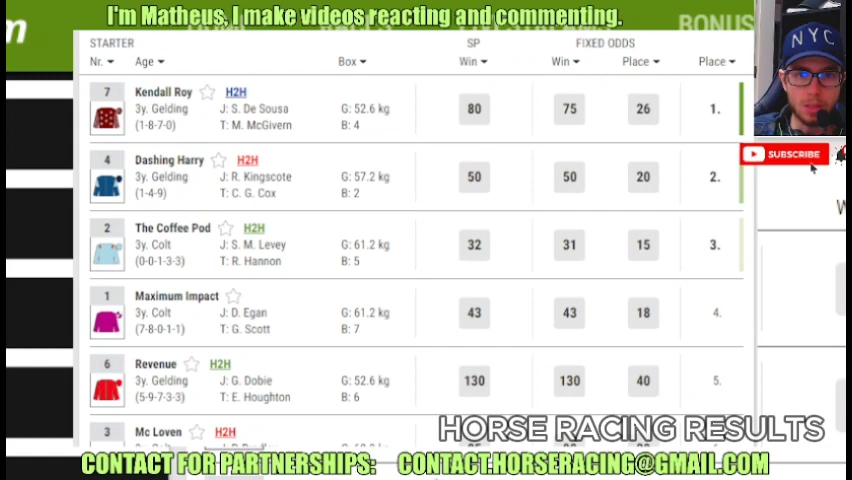 I'm Matheus, I make videos reacting and commenting.
m
BONUS
STARTER SP FIXED ODDS
Nr. Age Box Win Win Place Place
7 Kendall Roy H2H
3y. Gelding J: S. De Sousa G: 52.6 kg 80 75 26 1.
(1-8-7-0) T: M. McGivern B: 4
4 Dashing Harry H2H
3y. Gelding J: R. Kingscote G: 57.2 kg 50 50 20 2.
(1-4-9) T: C. G. Cox B: 2
2 The Coffee Pod H2H
3y. Colt J: S. M. Levey G: 61.2 kg 32 31 15 3.
(0-0-1-3-3) T: R. Hannon B: 5
1 Maximum Impact
3y. Colt J: D. Egan G: 61.2 kg 43 43 18 4.
(7-8-0-1-1) T: G. Scott B: 7
6 Revenue H2H
3y. Gelding J: G. Dobie G: 52.6 kg 130 130 40 5.
(5-9-7-3-3) T: E. Houghton B: 6
3 Mc Loven H2H
NYC
SUBSCRIBE
W
HORSE RACING RESULTS
CONTACT FOR PARTNERSHIPS: CONTACT.HORSERACING@GMAIL.COM